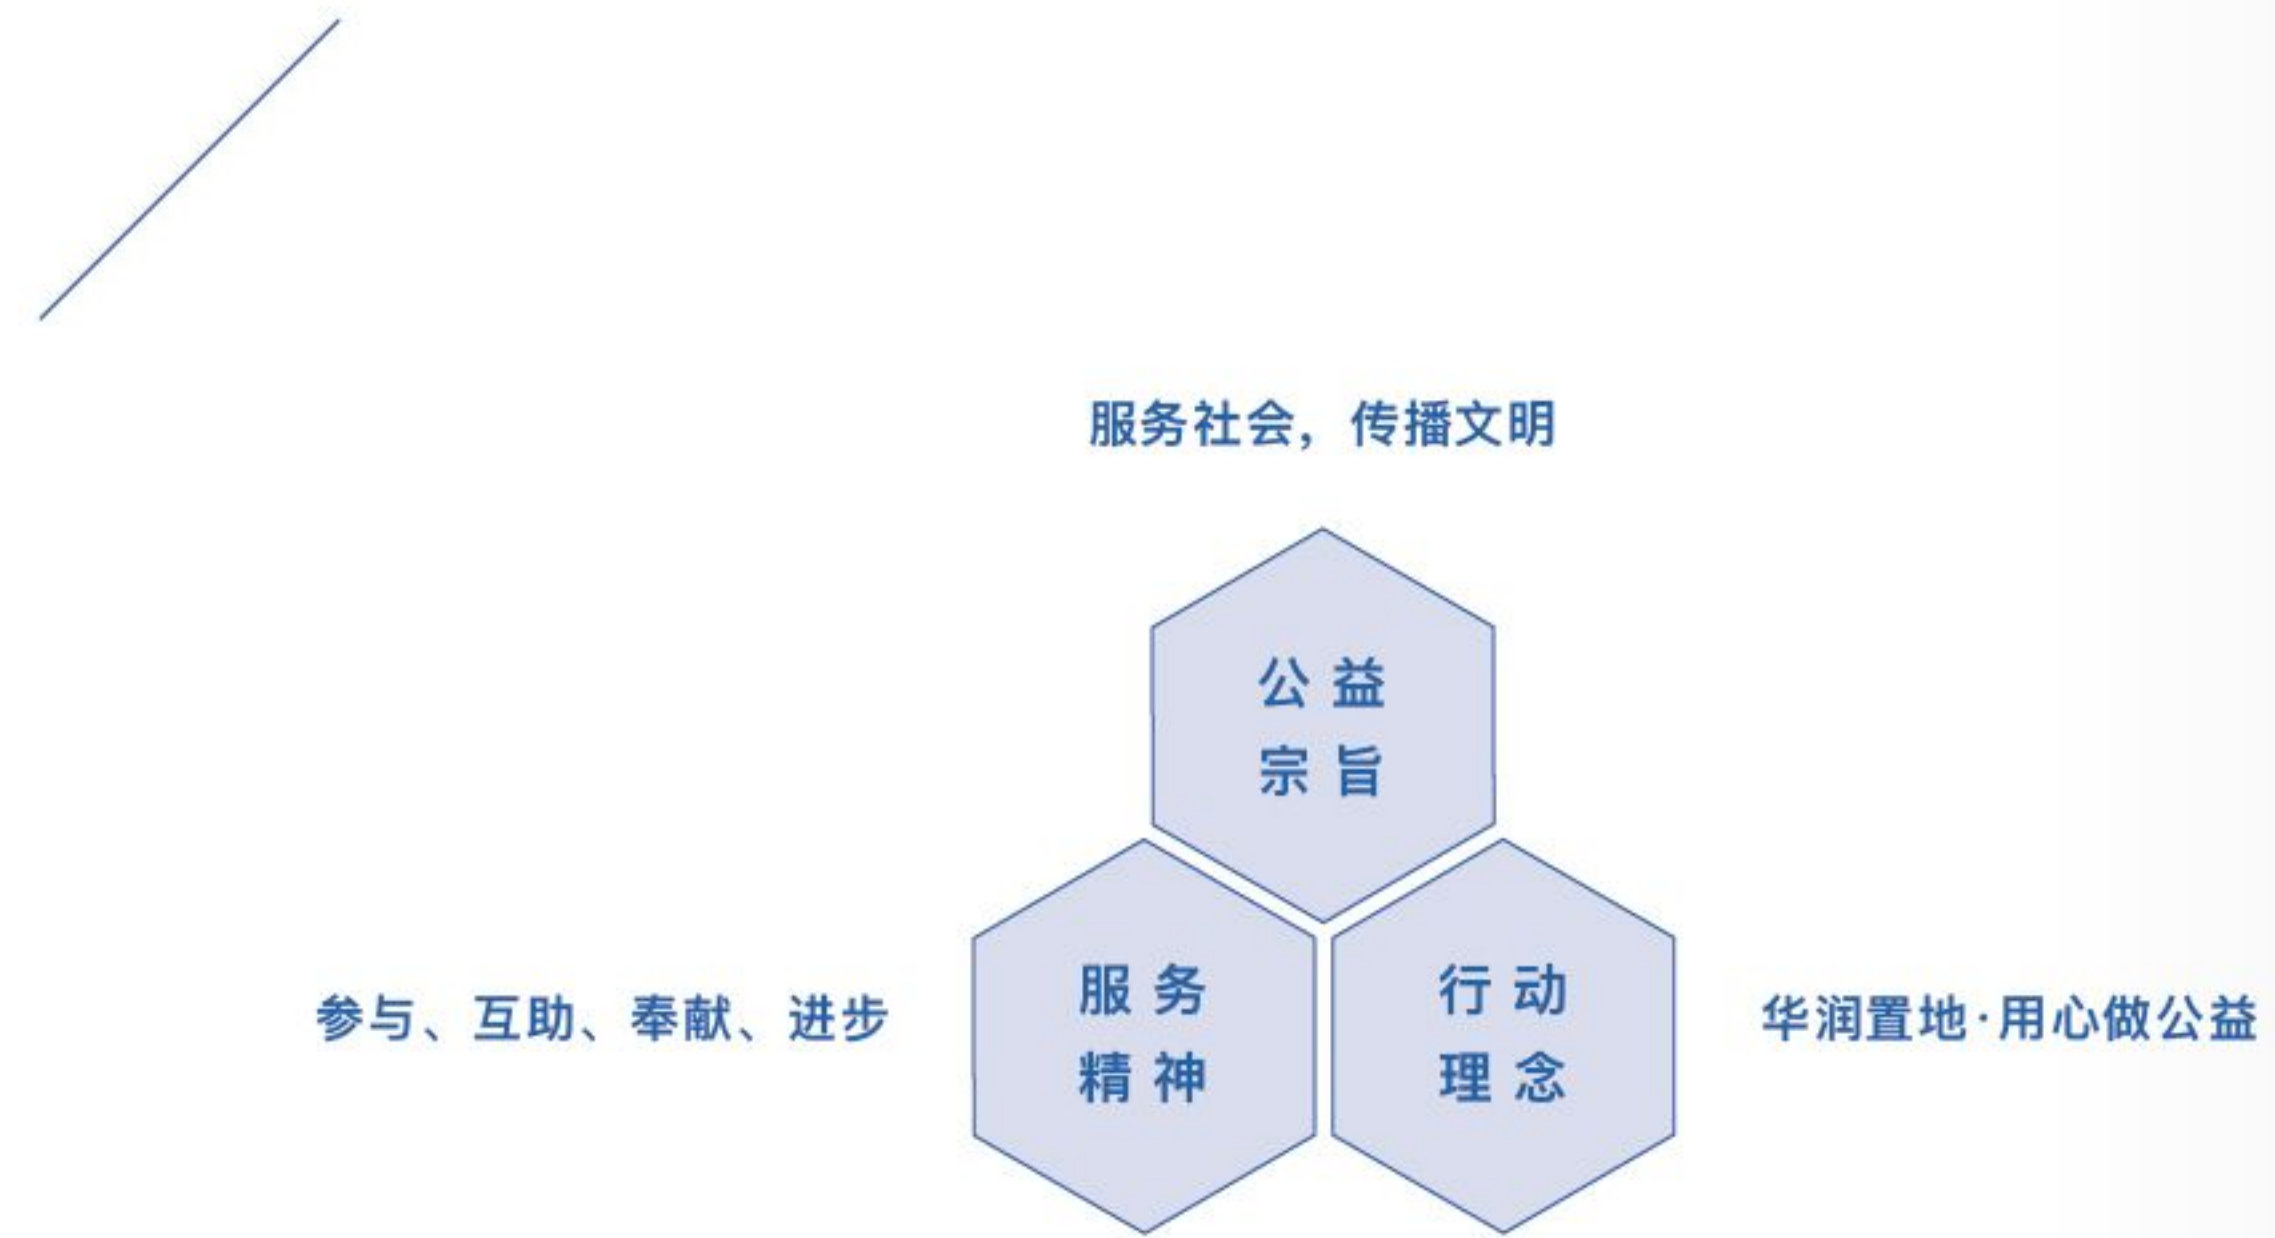 服务社会，传播文明
公益
宗旨
参与、互助、奉献、进步
服务
精神
行动
理念
华润置地·用心做公益